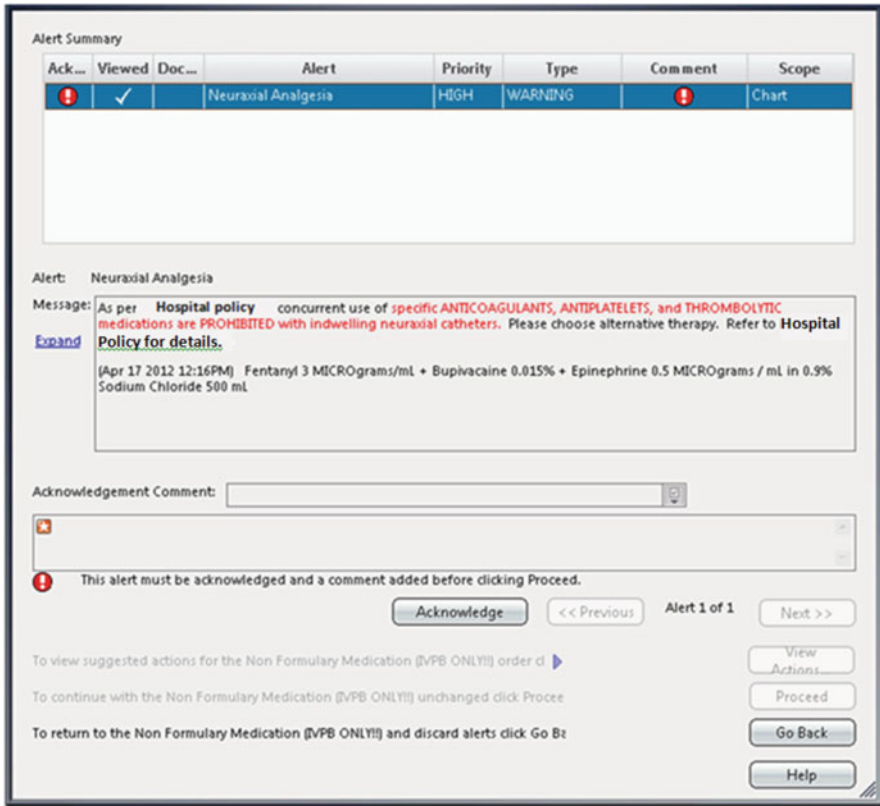 Alert Summary
Ack... Viewed Doc... Alert Priority Type Comment Scope
Neuraxial Analgesia HIGH WARNING Chart
Alert: Neuraxial Analgesia
Message: As per Hospital policy concurrent use of specific ANTICOAGULANTS, ANTIPLATELETS, and THROMBOLYTIC
medications are PROHIBITED with indwelling neuraxial catheters. Please choose alternative therapy. Refer to Hospital
Expand Policy for details.
(Apr 17 2012 12:16PM) Fentanyl 3 MICROgrams/mL + Bupivacaine 0.015% + Epinephrine 0.5 MICROgrams / mL in 0.9%
Sodium Chloride 500 mL
Acknowledgement Comment:
This alert must be acknowledged and a comment added before clicking Proceed.
Acknowledge << Previous Alert 1 of 1 Next >>
To view suggested actions for the Non Formulary Medication (IVPB ONLY!!) order cl View
Actions...
To continue with the Non Formulary Medication (IVPB ONLY!!) unchanged click Procee Proceed
To return to the Non Formulary Medication (IVPB ONLY!!) and discard alerts click Go Ba Go Back
Help